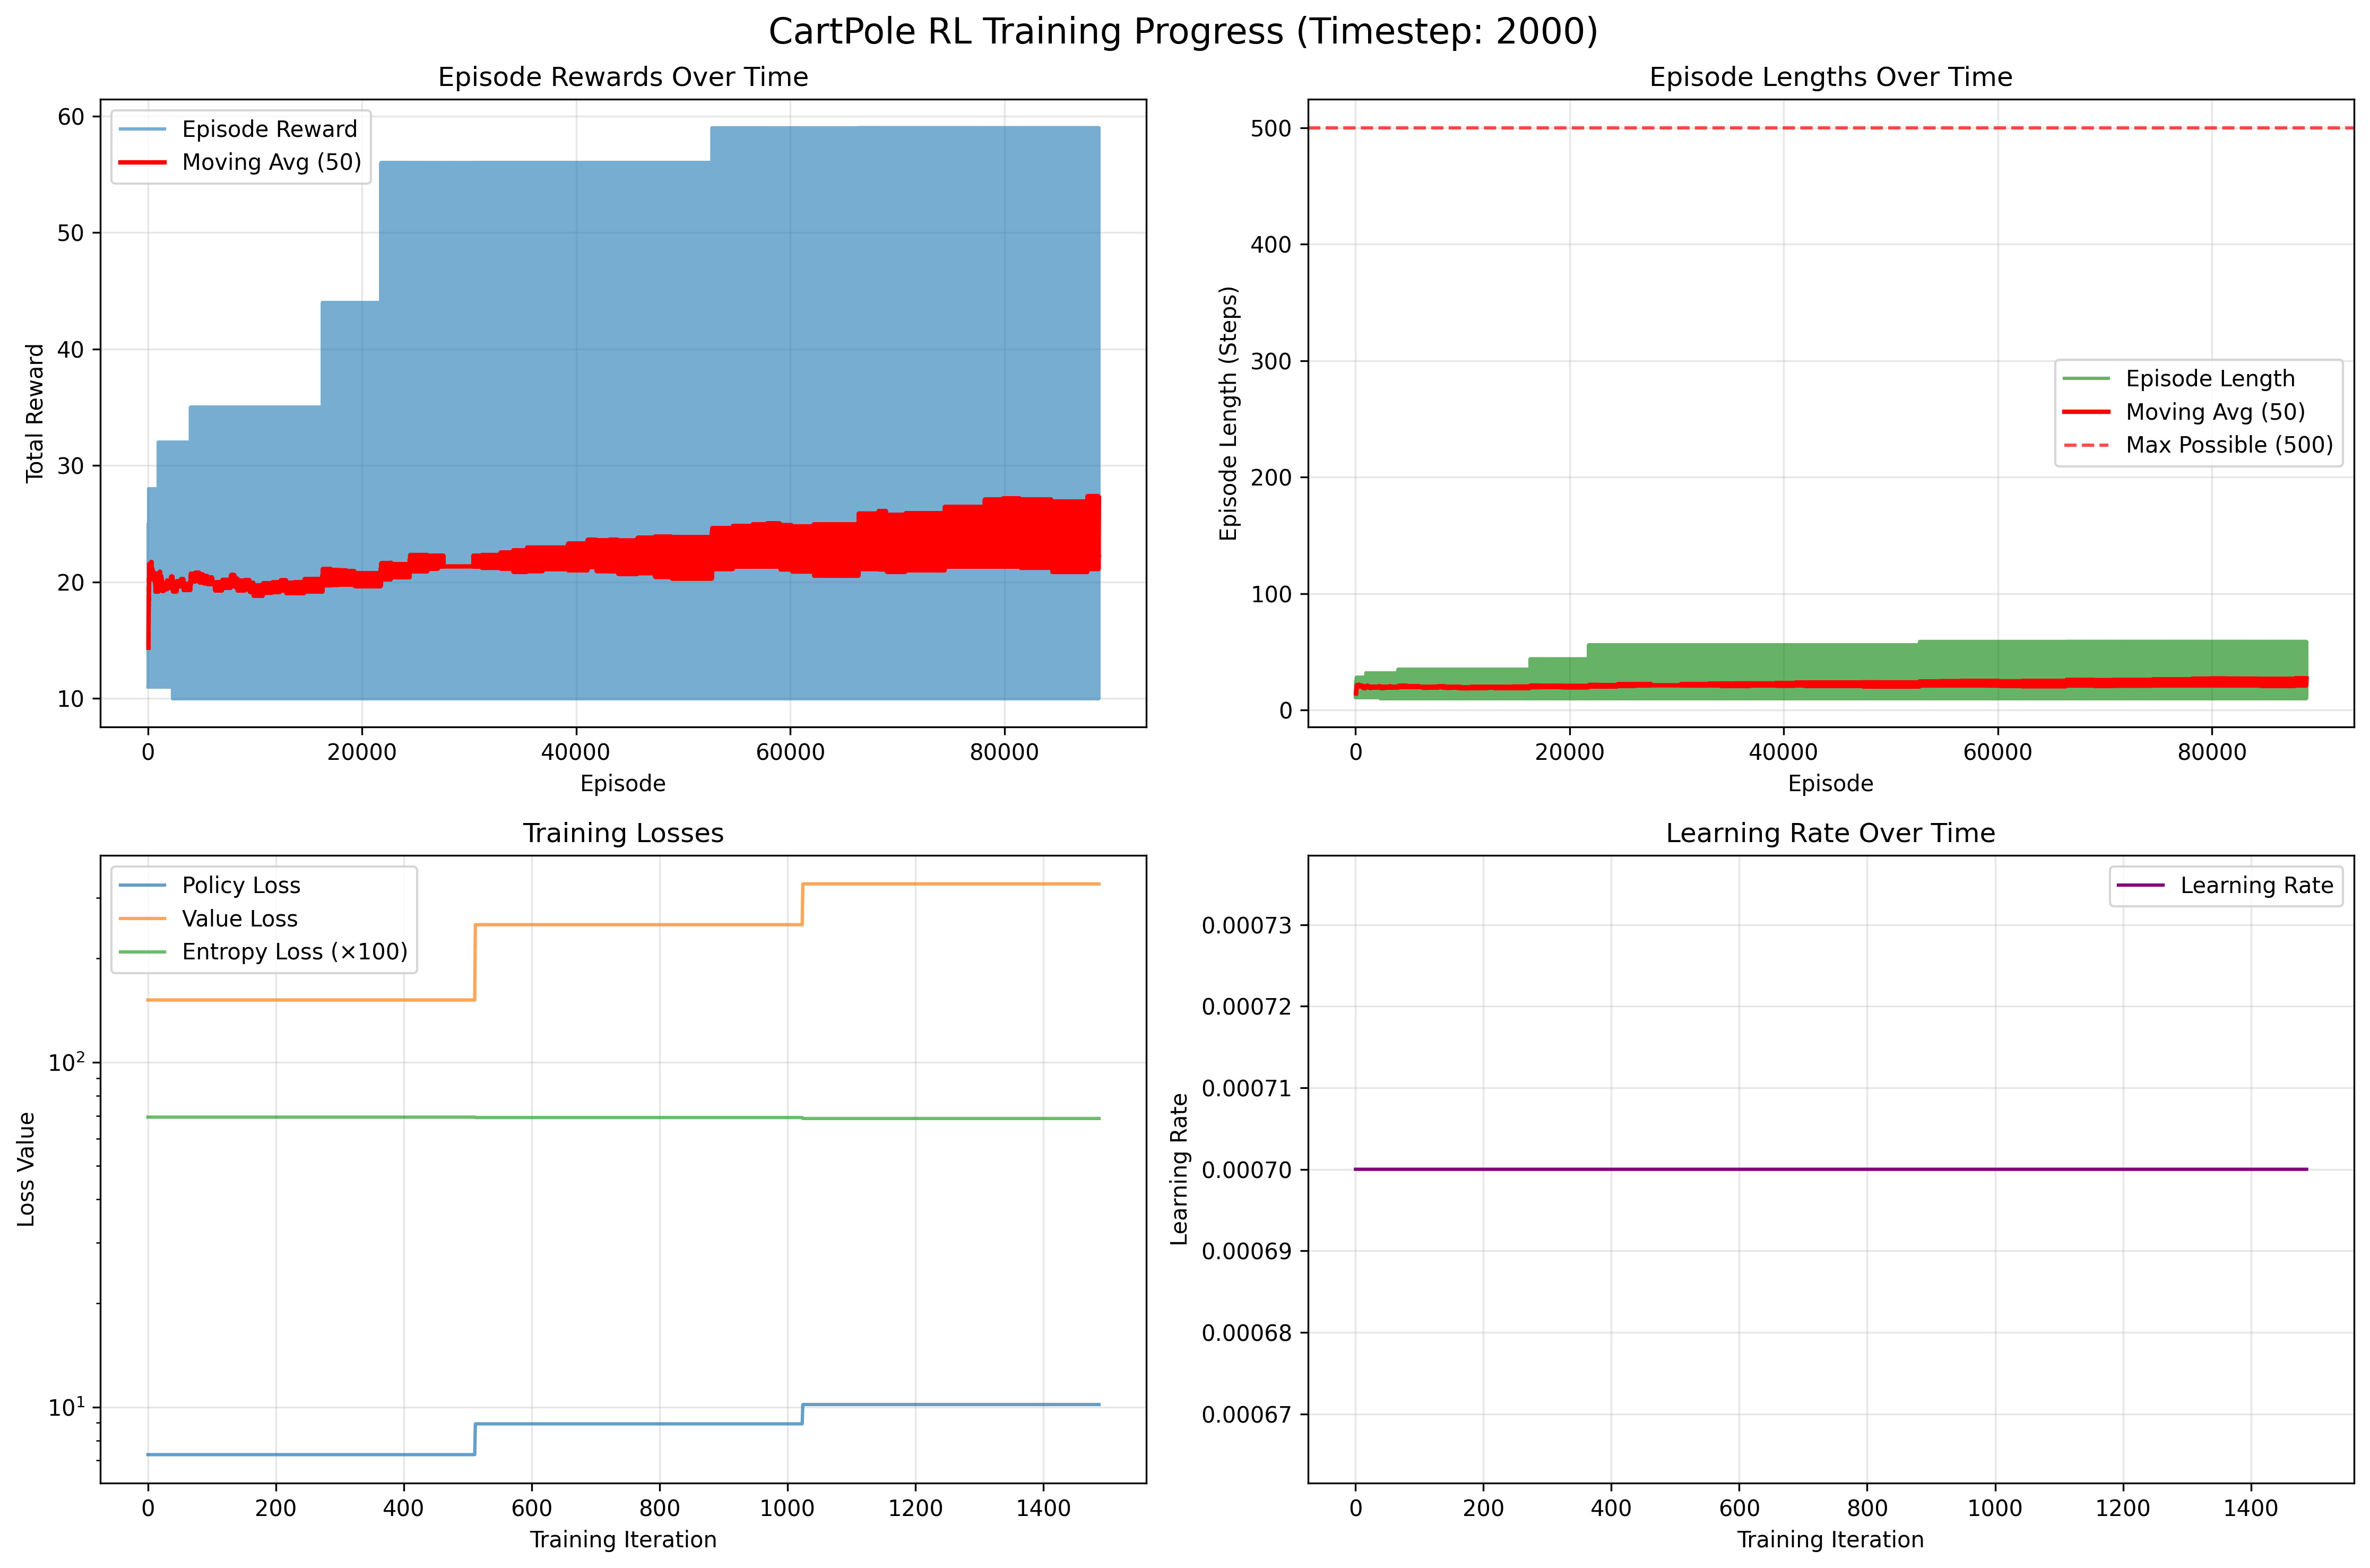 CartPole RL Training Progress (Timestep: 2000)
Episode Rewards Over Time
Episode Reward
Moving Avg (50)
Total Reward
60
50
40
30
20
10
0
20000
40000
60000
80000
Episode
Episode Lengths Over Time
Episode Length
Moving Avg (50)
Max Possible (500)
Episode Length (Steps)
500
400
300
200
100
0
0
20000
40000
60000
80000
Episode
Training Losses
Policy Loss
Value Loss
Entropy Loss (×100)
Loss Value
10²
10¹
0
200
400
600
800
1000
1200
1400
Training Iteration
Learning Rate Over Time
Learning Rate
Learning Rate
0.00073
0.00072
0.00071
0.00070
0.00069
0.00068
0.00067
0
200
400
600
800
1000
1200
1400
Training Iteration